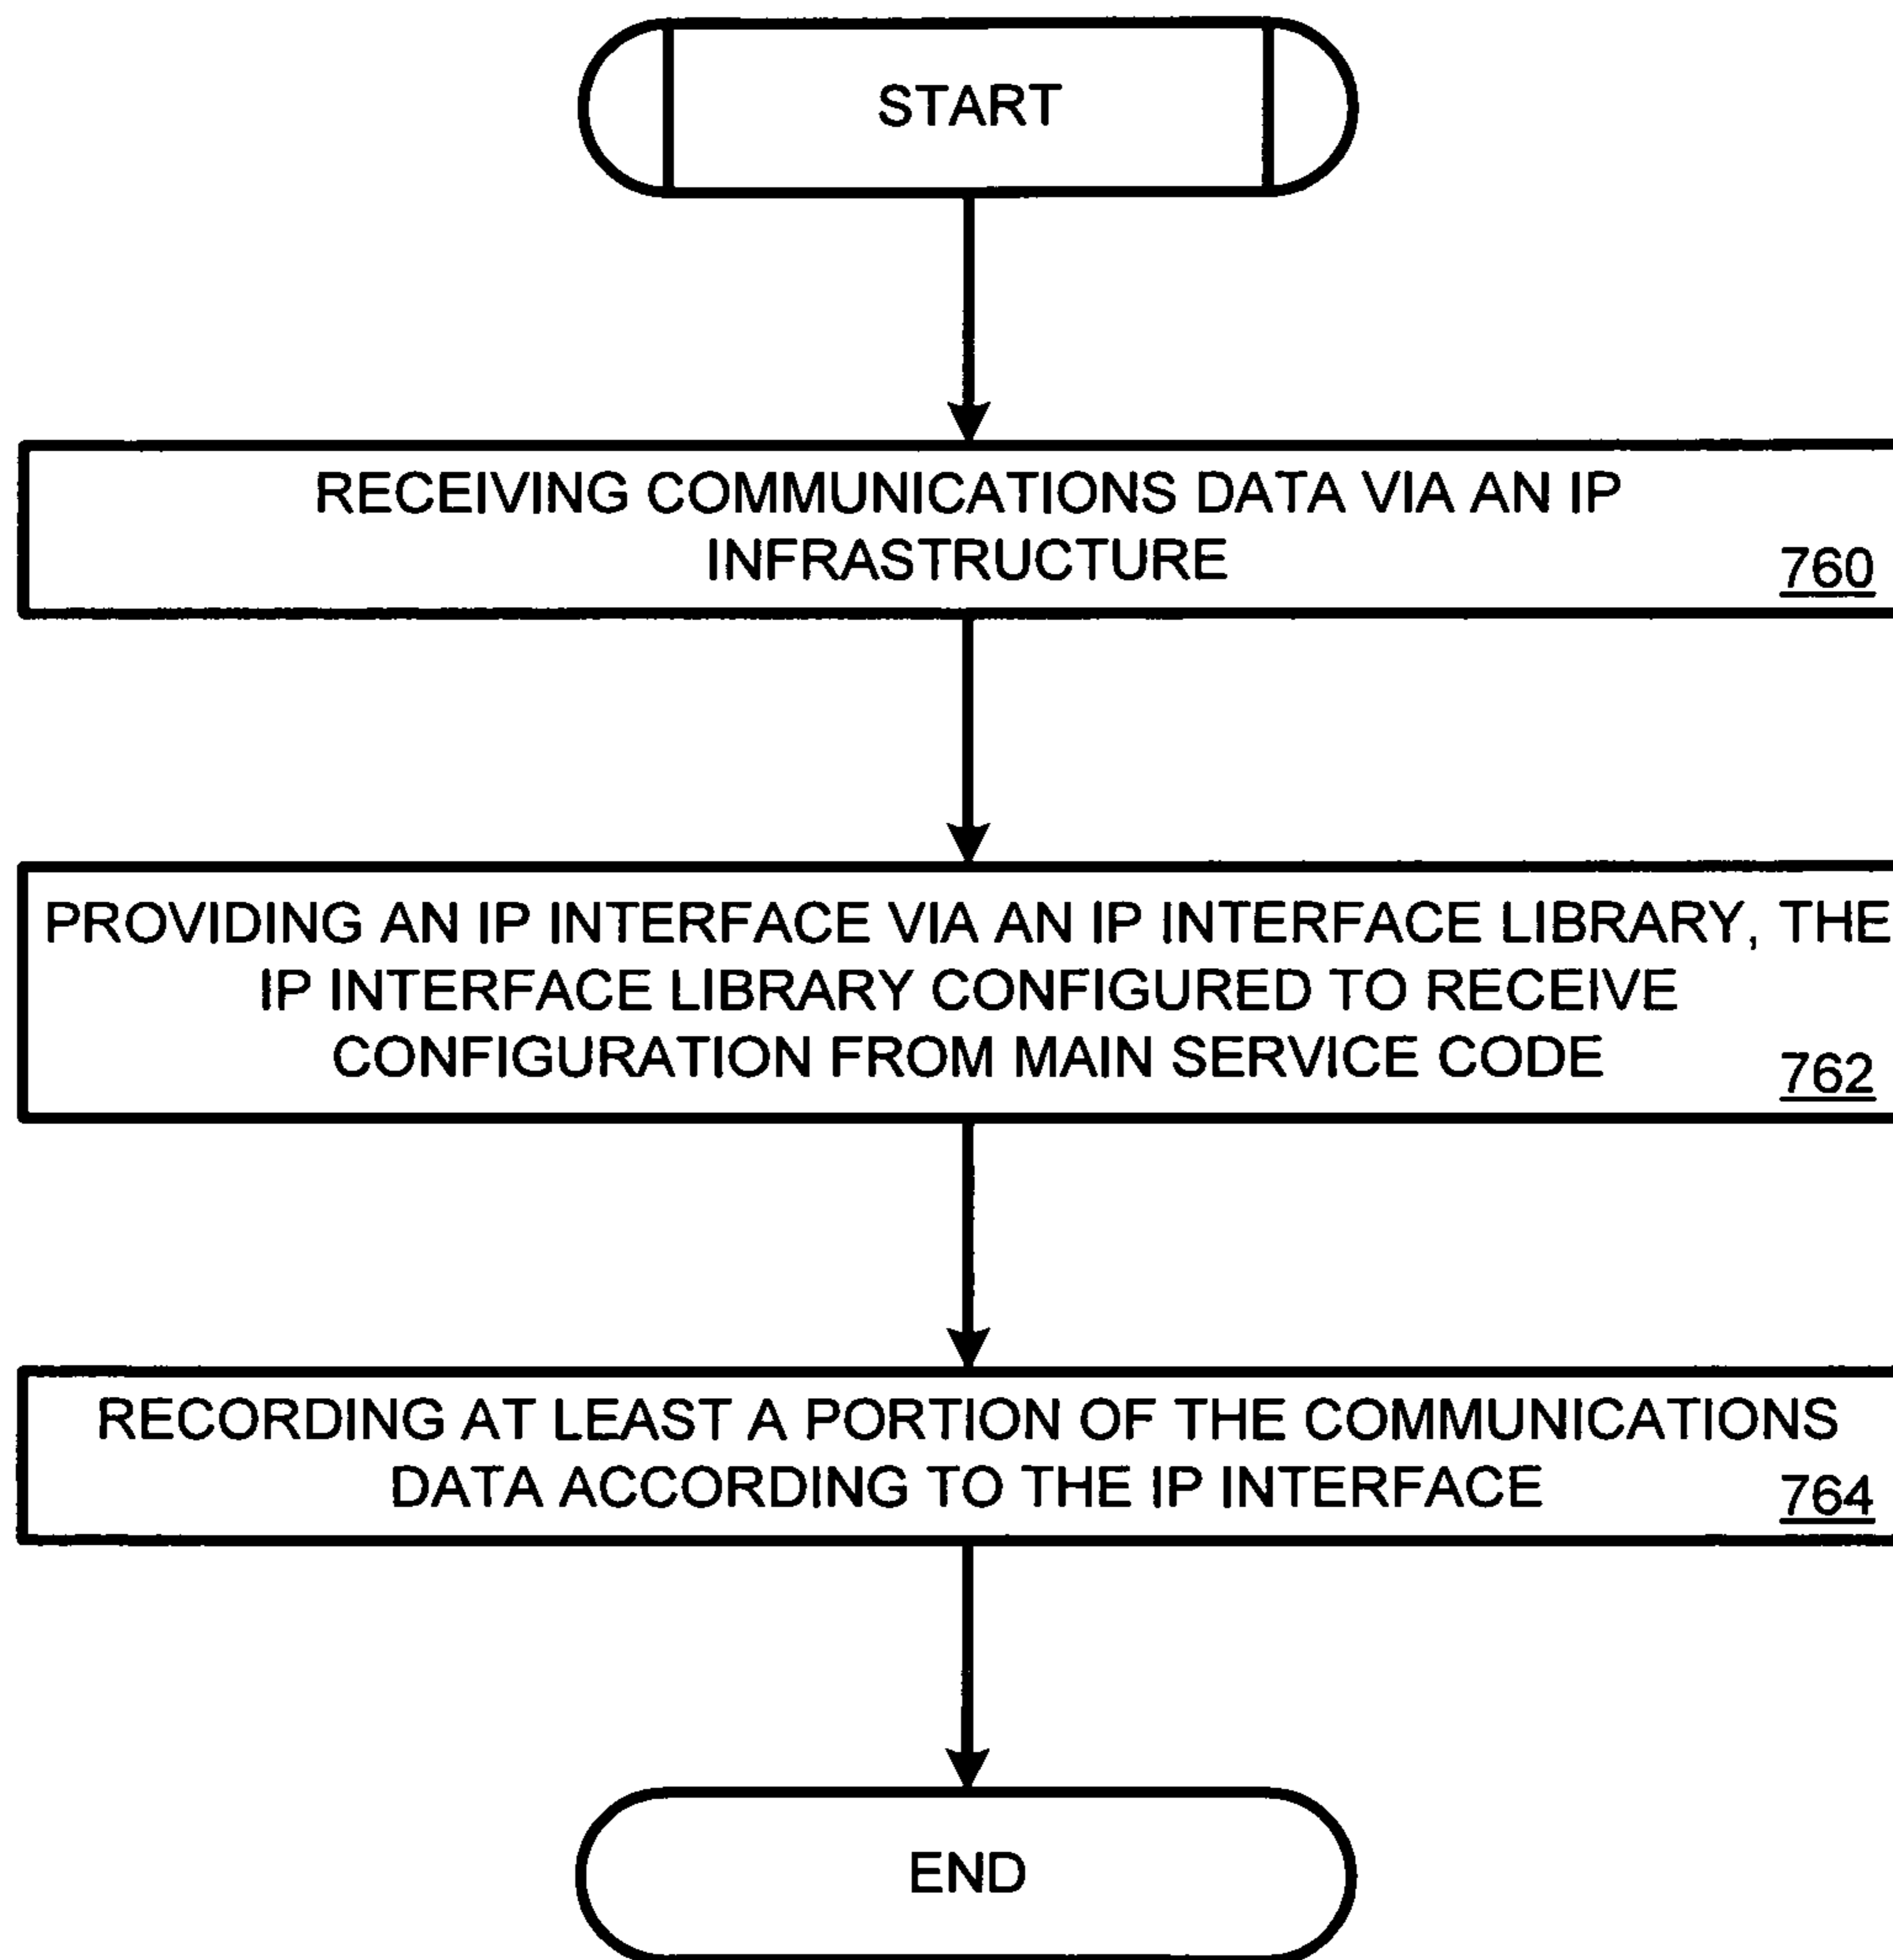 START
RECEIVING COMMUNICATIONS DATA VIA AN IP
INFRASTRUCTURE
760
PROVIDING AN IP INTERFACE VIA AN IP INTERFACE LIBRARY, THE
IP INTERFACE LIBRARY CONFIGURED TO RECEIVE
CONFIGURATION FROM MAIN SERVICE CODE
762
RECORDING AT LEAST A PORTION OF THE COMMUNICATIONS
DATA ACCORDING TO THE IP INTERFACE
764
END